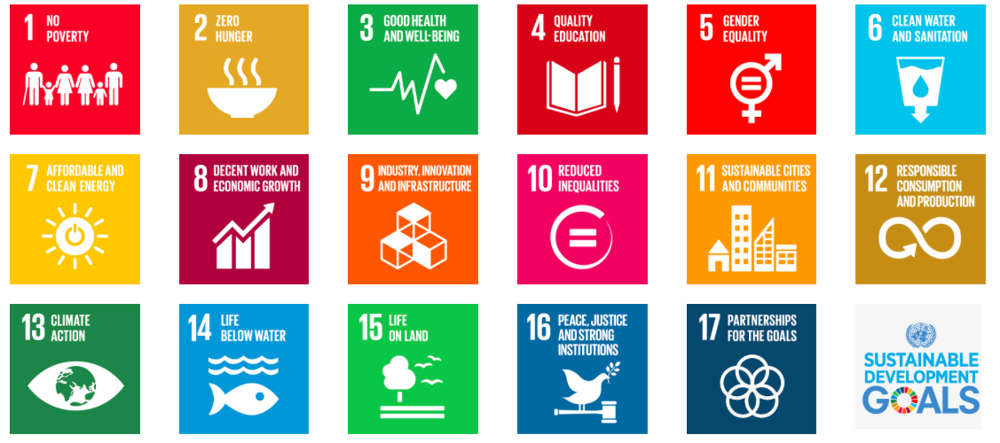 1 NO
POVERTY
2 ZERO
HUNGER
3 GOOD HEALTH
AND WELL-BEING
4 QUALITY
EDUCATION
5 GENDER
EQUALITY
6 CLEAN WATER
AND SANITATION
7 AFFORDABLE AND
CLEAN ENERGY
8 DECENT WORK AND
ECONOMIC GROWTH
9 INDUSTRY, INNOVATION
AND INFRASTRUCTURE
10 REDUCED
INEQUALITIES
11 SUSTAINABLE CITIES
AND COMMUNITIES
12 RESPONSIBLE
CONSUMPTION
AND PRODUCTION
13 CLIMATE
ACTION
14 LIFE
BELOW WATER
15 LIFE
ON LAND
16 PEACE, JUSTICE
AND STRONG
INSTITUTIONS
17 PARTNERSHIPS
FOR THE GOALS
SUSTAINABLE
DEVELOPMENT
GOALS